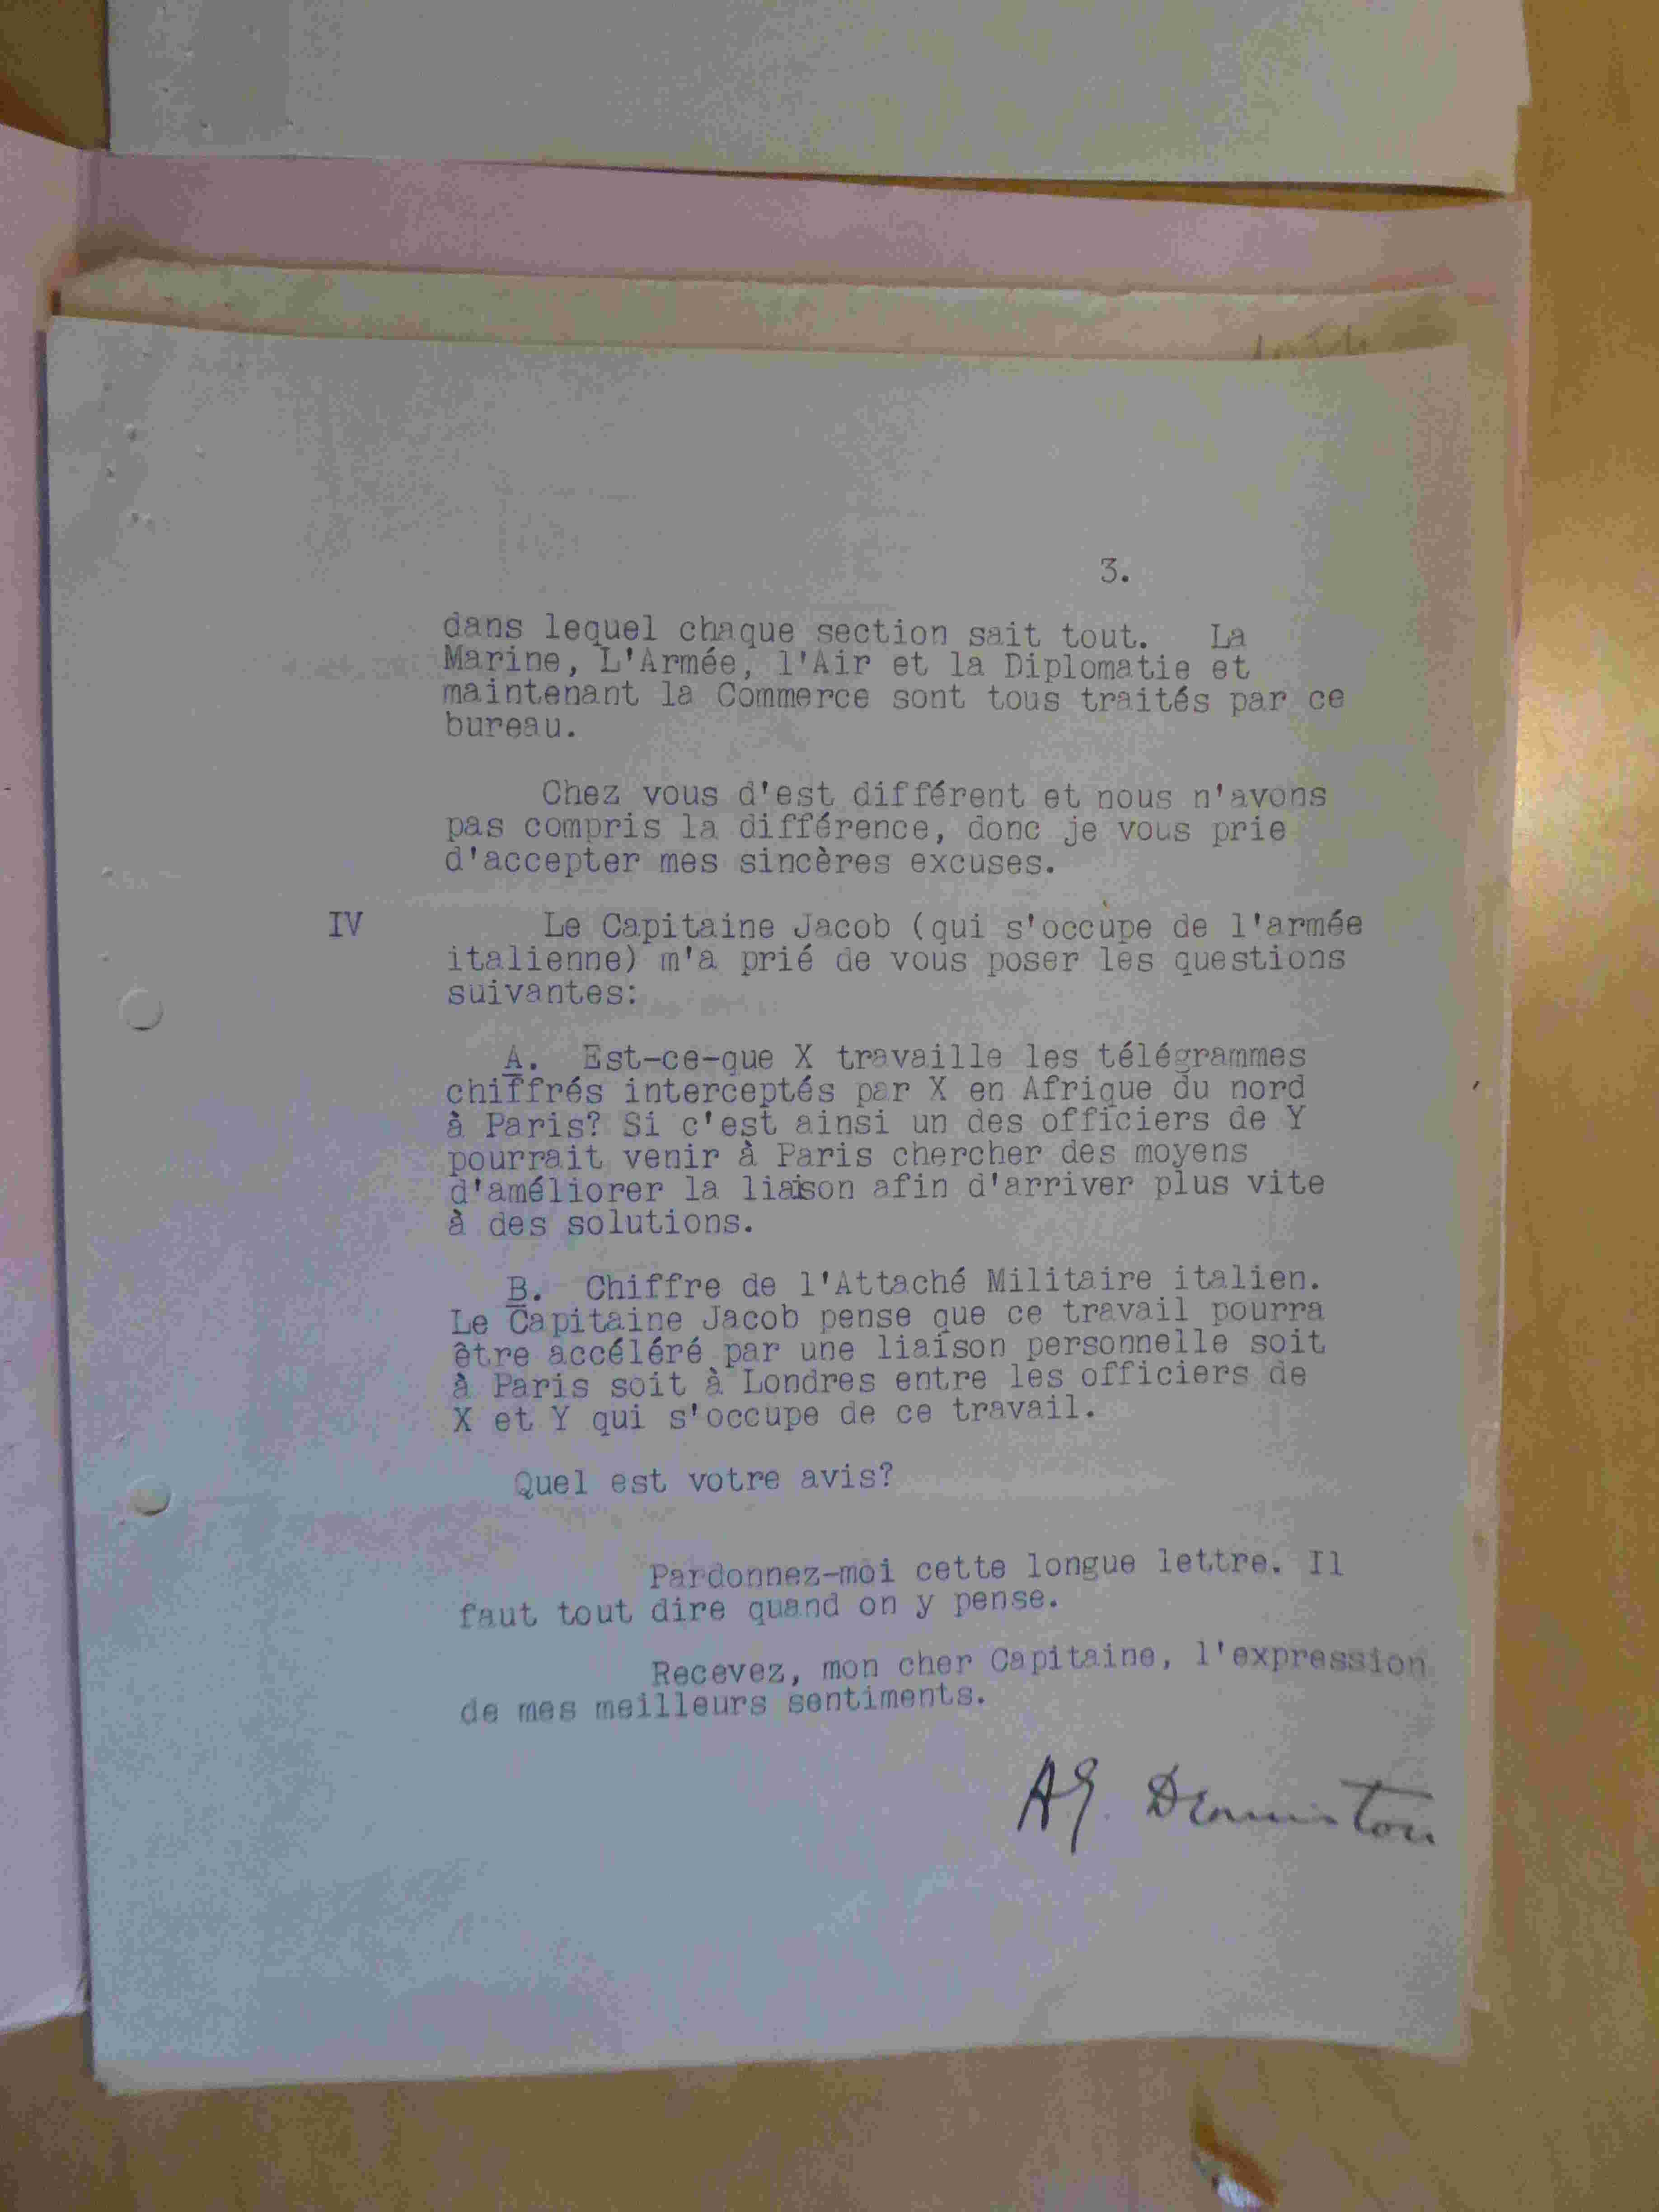 3.
dans lequel chaque section sait tout. La
Marine, L'Armée, l'Air et la Diplomatie et
maintenant la Commerce sont tous traités par ce
bureau.
Chez vous d'est différent et nous n'avons
pas compris la différence, donc je vous prie
d'accepter mes sincères excuses.
IV Le Capitaine Jacob (qui s'occupe de l'armée
italienne) m'a prié de vous poser les questions
suivantes:
A. Est-ce-que X travaille les télégrammes
chiffrés interceptés par X en Afrique du nord
à Paris? Si c'est ainsi un des officiers de Y
pourrait venir à Paris chercher des moyens
d'améliorer la liaison afin d'arriver plus vite
à des solutions.
B. Chiffre de l'Attaché Militaire italien.
Le Capitaine Jacob pense que ce travail pourra
être accéléré par une liaison personnelle soit
à Paris soit à Londres entre les officiers de
X et Y qui s'occupe de ce travail.
Quel est votre avis?
Pardonnez-moi cette longue lettre. Il
faut tout dire quand on y pense.
Recevez, mon cher Capitaine, l'expression
de mes meilleurs sentiments.
AG. Denniston